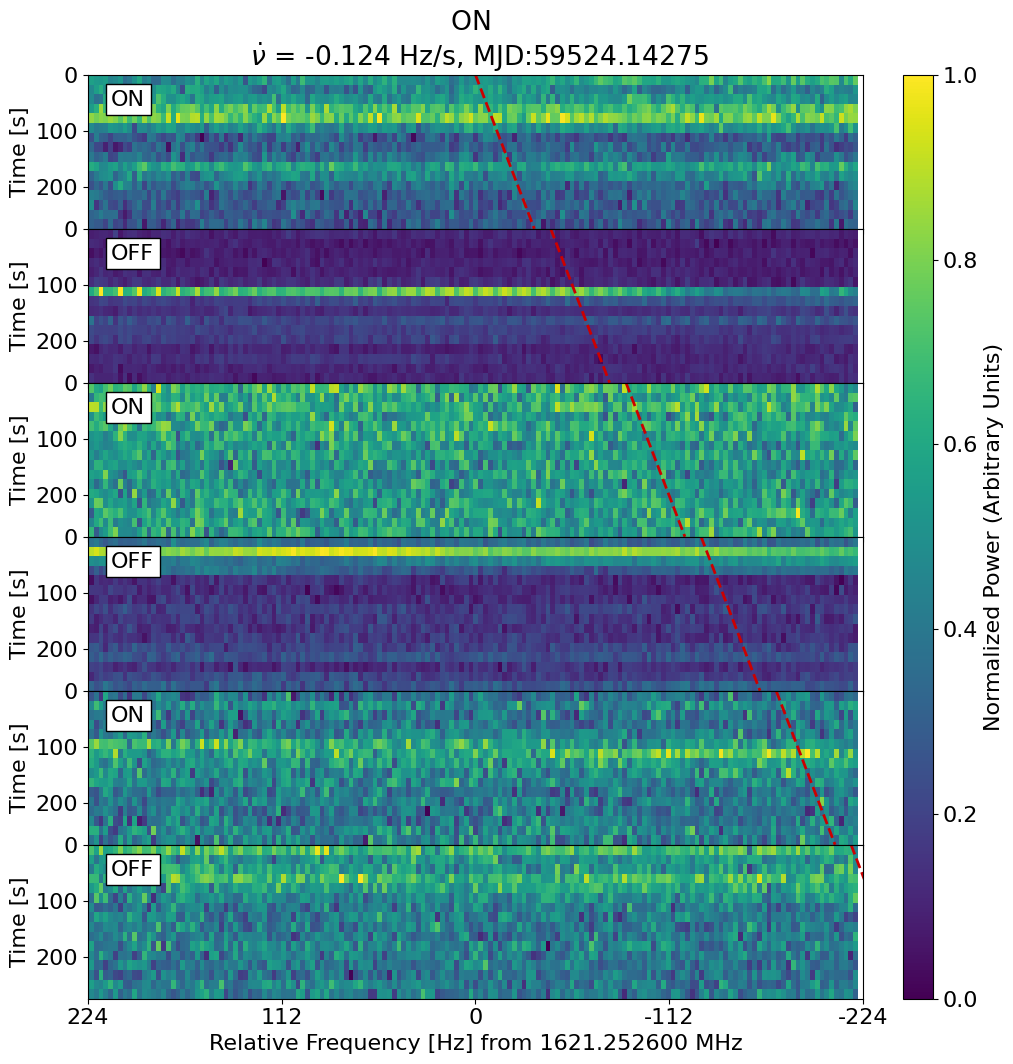 ON
ν̇ = -0.124 Hz/s, MJD:59524.14275
0
ON
100
200
Time [s]
0
OFF
100
200
Time [s]
0
ON
100
200
Time [s]
0
OFF
100
200
Time [s]
0
ON
100
200
Time [s]
0
OFF
100
200
Time [s]
224 112 0 -112 -224
Relative Frequency [Hz] from 1621.252600 MHz
1.0
0.8
0.6
0.4
0.2
0.0
Normalized Power (Arbitrary Units)